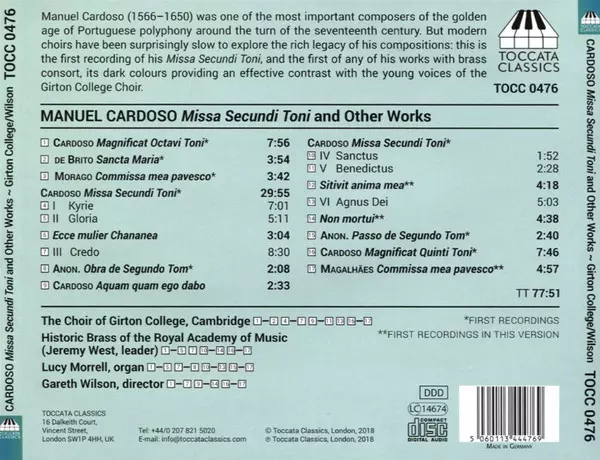 CARDOSO Missa Secundi Toni and Other Works ~ Girton College/Wilson TOCC 0476
Manuel Cardoso (1566–1650) was one of the most important composers of the golden
age of Portuguese polyphony around the turn of the seventeenth century. But modern
choirs have been surprisingly slow to explore the rich legacy of his compositions: this is
the first recording of his Missa Secundi Toni, and the first of any of his works with brass
consort, its dark colours providing an effective contrast with the young voices of the
Girton College Choir.
TOCCATA
CLASSICS
TOCC 0476
MANUEL CARDOSO Missa Secundi Toni and Other Works
1 CARDOSO Magnificat Octavi Toni* 7:56
2 DE BRITO Sancta Maria* 3:54
3 MORAGO Commissa mea pavesco* 3:42
CARDOSO Missa Secundi Toni* 29:55
4 I Kyrie 7:01
5 II Gloria 5:11
6 Ecce mulier Chananea 3:04
7 III Credo 8:30
8 ANON. Obra de Segundo Tom* 2:08
9 CARDOSO Aquam quam ego dabo 2:33
CARDOSO Missa Secundi Toni*
10 IV Sanctus 1:52
11 V Benedictus 2:28
12 Sitivit anima mea** 4:18
13 VI Agnus Dei 5:03
14 Non mortui** 4:38
15 ANON. Passo de Segundo Tom* 2:40
16 CARDOSO Magnificat Quinti Toni* 7:46
17 MAGALHÃES Commissa mea pavesco** 4:57
TT 77:51
The Choir of Girton College, Cambridge
*FIRST RECORDINGS
Historic Brass of the Royal Academy of Music
**FIRST RECORDINGS IN THIS VERSION
(Jeremy West, leader)
Lucy Morrell, organ
Gareth Wilson, director
TOCCATA CLASSICS
16 Dalkeith Court,
Vincent Street,
London SW1P 4HH, UK
Tel: +44/0 207 821 5020
E-mail: info@toccataclassics.com
© Toccata Classics, London, 2018
℗ Toccata Classics, London, 2018
DDD
LC 14674
COMPACT
disc
DIGITAL AUDIO
5 060113 444769
MADE IN GERMANY
TOCCATA
CLASSICS
CARDOSO Missa Secundi Toni and Other Works ~ Girton College/Wilson TOCC 0476